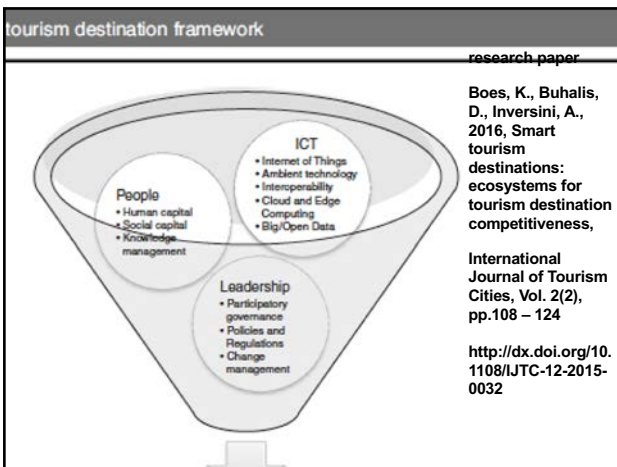 tourism destination framework
ICT
• Internet of Things
• Ambient technology
• Interoperability
• Cloud and Edge
Computing
• Big/Open Data
People
• Human capital
• Social capital
• Knowledge
management
Leadership
• Participatory
governance
• Policies and
Regulations
• Change
management
research paper
Boes, K., Buhalis,
D., Inversini, A.,
2016, Smart
tourism
destinations:
ecosystems for
tourism destination
competitiveness,
International
Journal of Tourism
Cities, Vol. 2(2),
pp.108 – 124
http://dx.doi.org/10.
1108/IJTC-12-2015-
0032